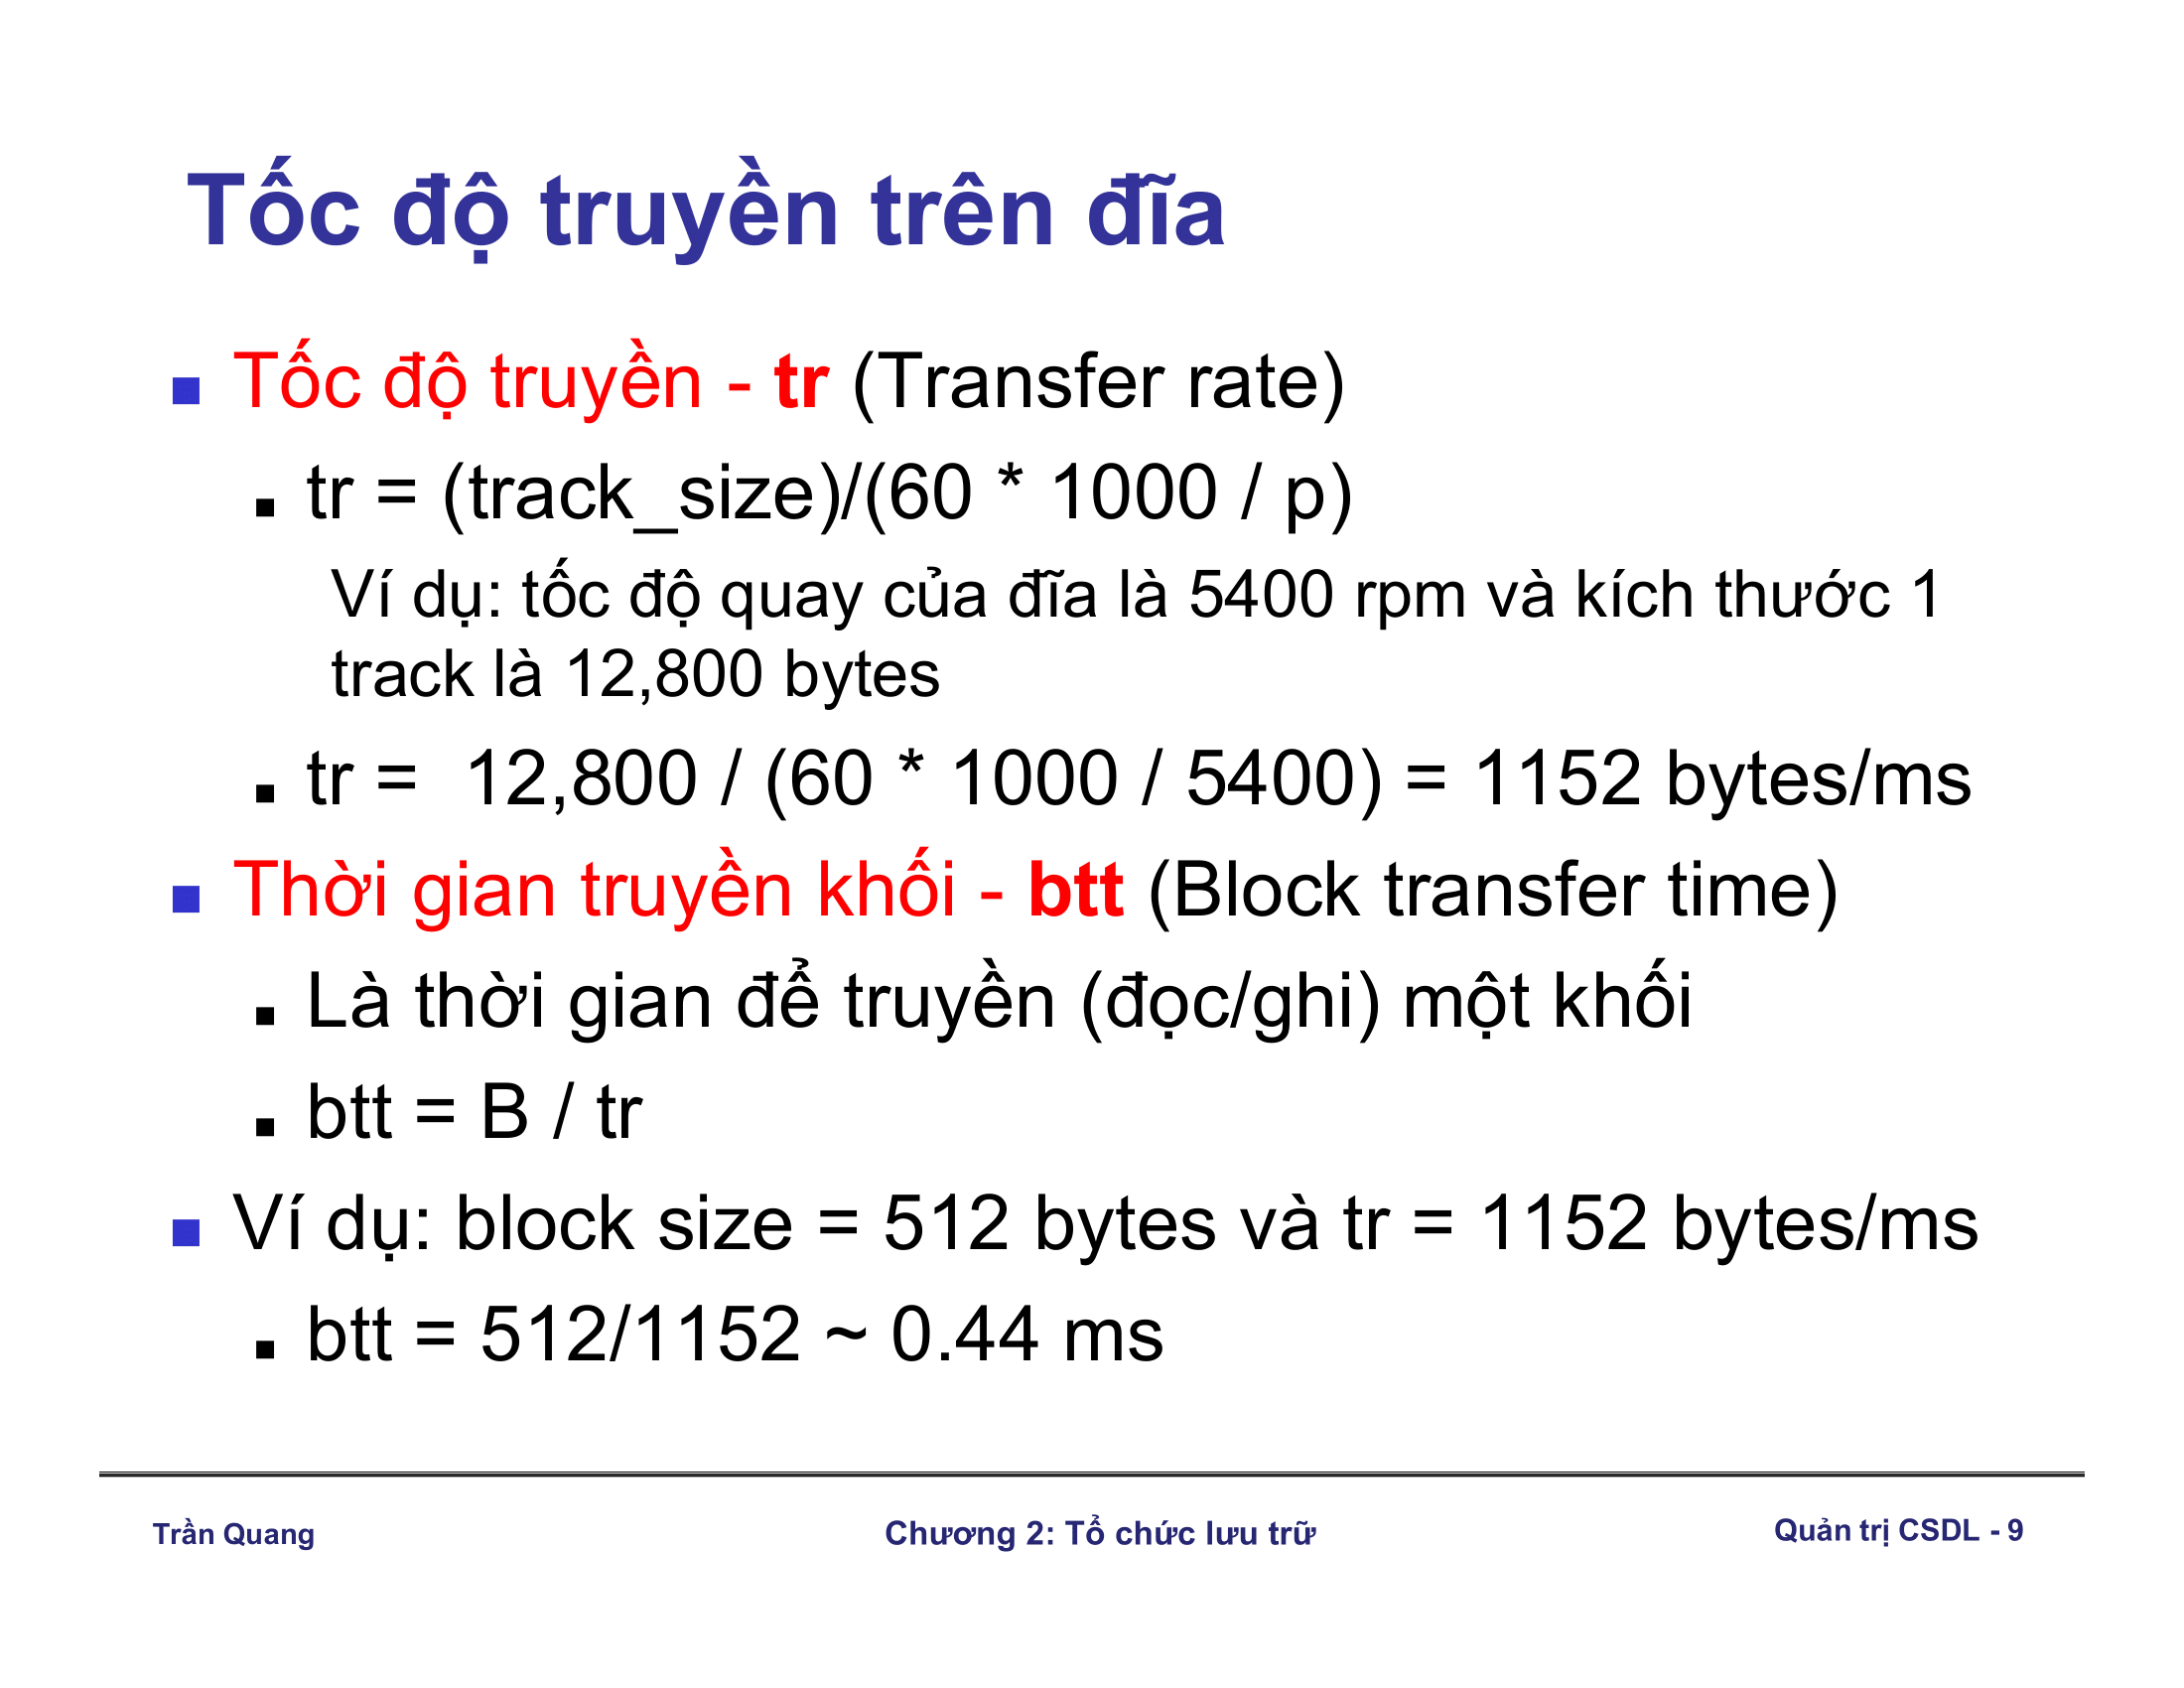 Tốc độ truyền trên đĩa
Tốc độ truyền - tr (Transfer rate)
tr = (track_size)/(60 * 1000 / p)
Ví dụ: tốc độ quay của đĩa là 5400 rpm và kích thước 1
track là 12,800 bytes
tr = 12,800 / (60 * 1000 / 5400) = 1152 bytes/ms
Thời gian truyền khối - btt (Block transfer time)
Là thời gian để truyền (đọc/ghi) một khối
btt = B / tr
Ví dụ: block size = 512 bytes và tr = 1152 bytes/ms
btt = 512/1152 ~ 0.44 ms
Trần Quang
Chương 2: Tổ chức lưu trữ
Quản trị CSDL - 9